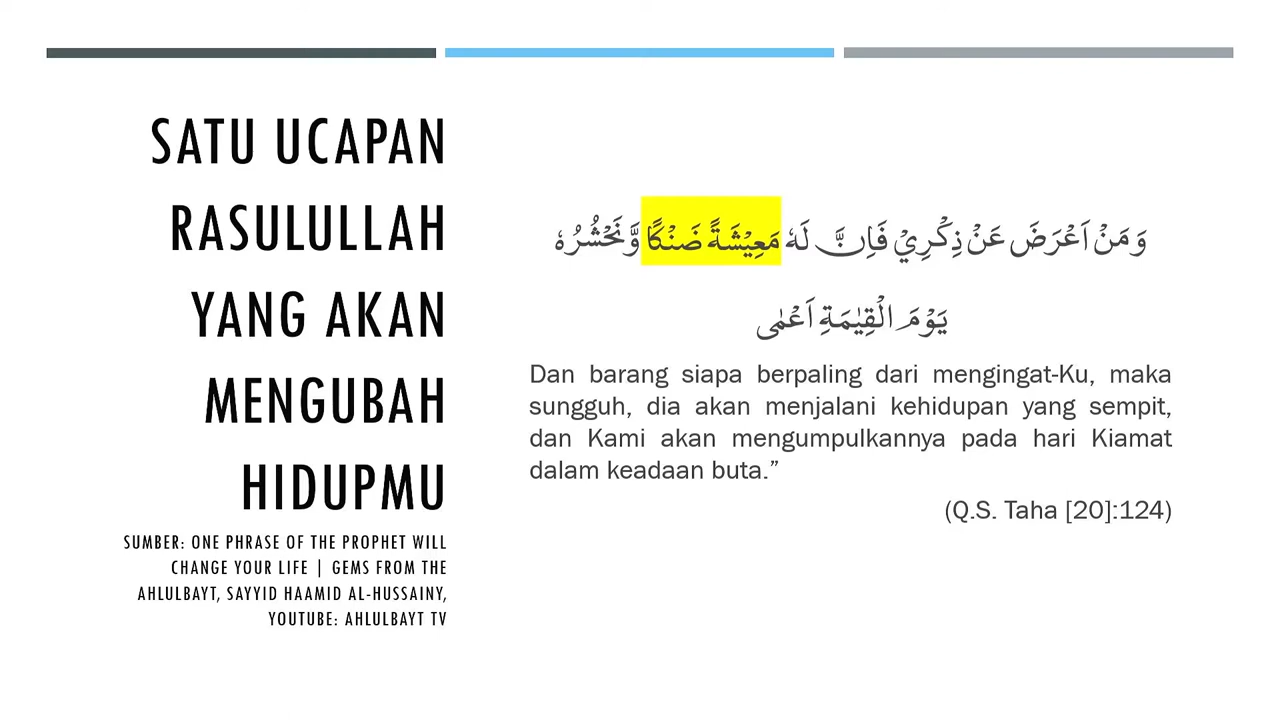 SATU UCAPAN
RASULULLAH
YANG AKAN
MENGUBAH
HIDUPMU
SUMBER: ONE PHRASE OF THE PROPHET WILL
CHANGE YOUR LIFE | GEMS FROM THE
AHLULBAYT, SAYYID HAAMID AL-HUSSAINY,
YOUTUBE: AHLULBAYT TV
وَمَنْ اَعْرَضَ عَنْ ذِكْرِيْ فَاِنَّ لَهٗ مَعِيْشَةً ضَنْكًا وَّنَحْشُرُهٗ
يَوْمَ الْقِيٰمَةِ اَعْمٰى
Dan barang siapa berpaling dari mengingat-Ku, maka
sungguh, dia akan menjalani kehidupan yang sempit,
dan Kami akan mengumpulkannya pada hari Kiamat
dalam keadaan buta.”
(Q.S. Taha [20]:124)